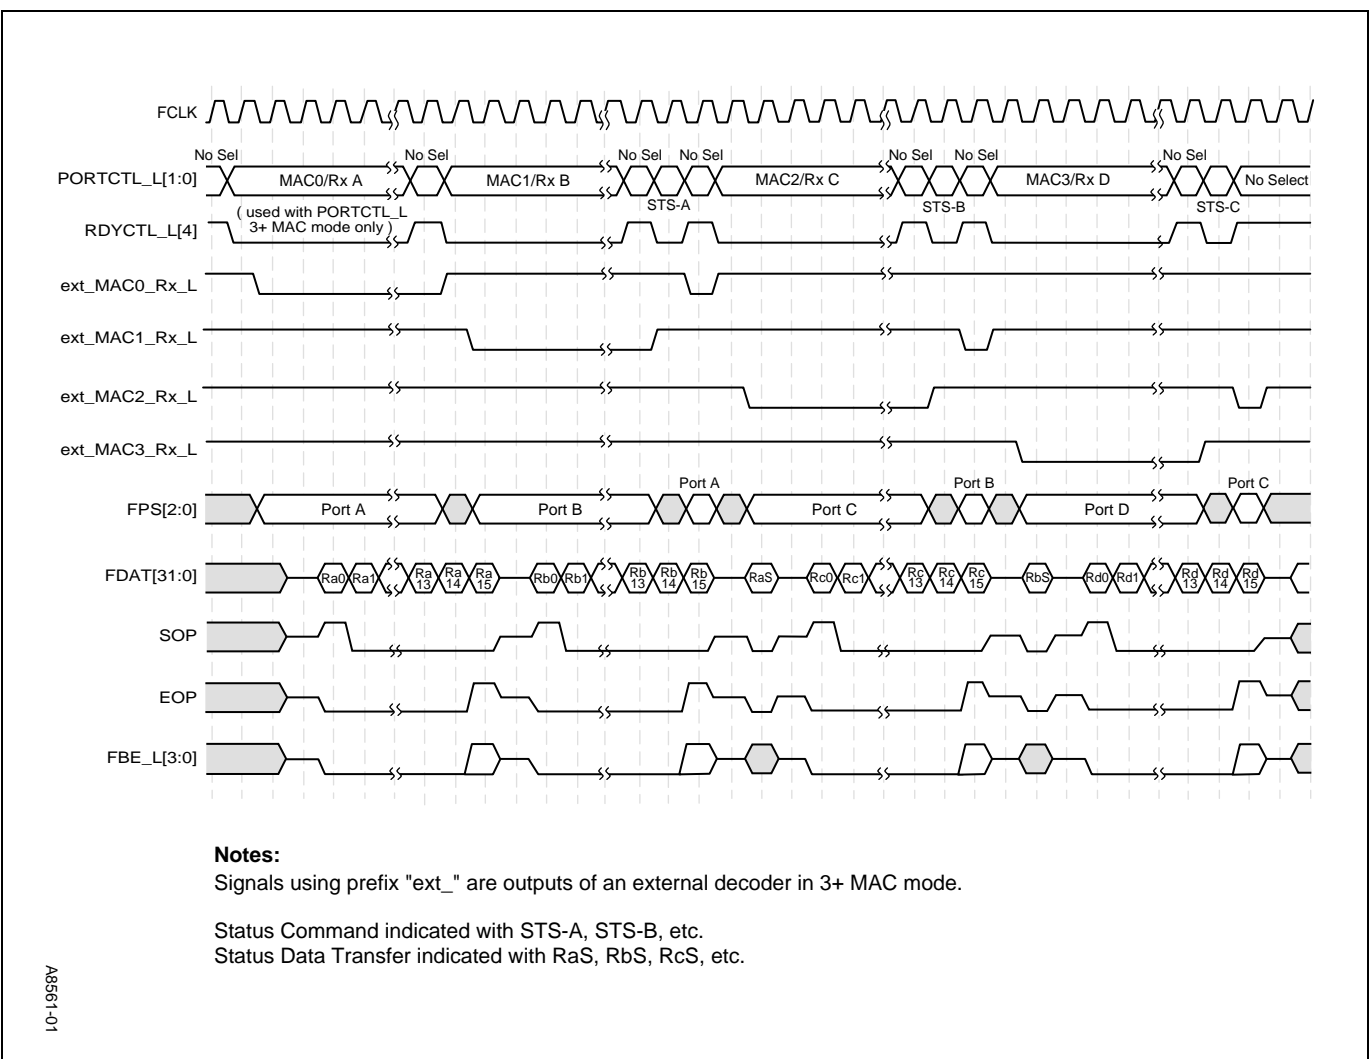 FCLK
No Sel No Sel No Sel No Sel No Sel No Sel No Sel
PORTCTL_L[1:0] MAC0/Rx A MAC1/Rx B MAC2/Rx C MAC3/Rx D No Select
STS-A STS-B STS-C
( used with PORTCTL_L
3+ MAC mode only )
RDYCTL_L[4]
ext_MAC0_Rx_L
ext_MAC1_Rx_L
ext_MAC2_Rx_L
ext_MAC3_Rx_L
Port A Port B Port C
FPS[2:0] Port A Port B Port C Port D
FDAT[31:0] Ra0 Ra1 Ra 13 Ra 14 Ra 15 Rb0 Rb1 Rb 13 Rb 14 Rb 15 RaS Rc0 Rc1 Rc 13 Rc 14 Rc 15 RbS Rd0 Rd1 Rd 13 Rd 14 Rd 15
SOP
EOP
FBE_L[3:0]
Notes:
Signals using prefix "ext_" are outputs of an external decoder in 3+ MAC mode.
Status Command indicated with STS-A, STS-B, etc.
Status Data Transfer indicated with RaS, RbS, RcS, etc.
A8561-01